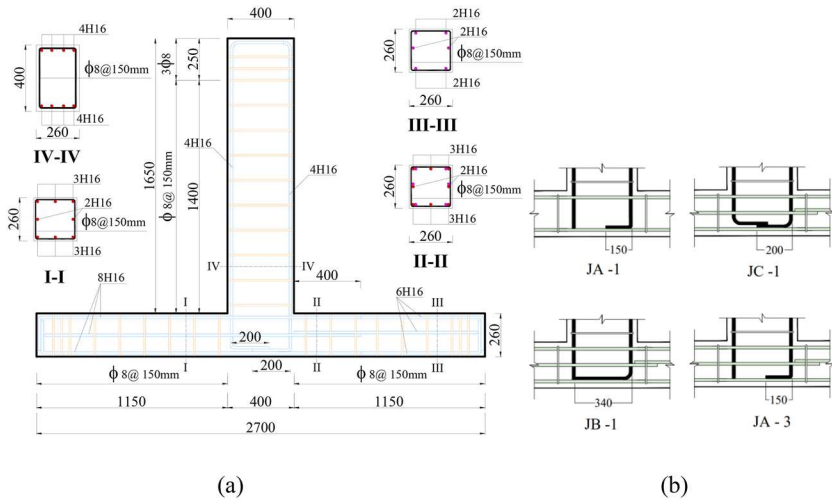 400
4H16
400
ϕ8@150mm
4H16
260
IV-IV
3H16
2H16
260
ϕ8@150mm
3H16
I-I
3ϕ8
250
1650
ϕ 8@ 150mm
1400
4H16
4H16
IV
IV
2H16
2H16
260
ϕ8@150mm
2H16
260
III-III
3H16
2H16
260
ϕ8@150mm
3H16
260
II-II
400
8H16
I
II
6H16
III
200
260
200
I
II
III
ϕ 8@ 150mm
ϕ 8@ 150mm
1150
400
1150
2700
(a)
150
JA -1
200
JC -1
340
JB -1
150
JA - 3
(b)